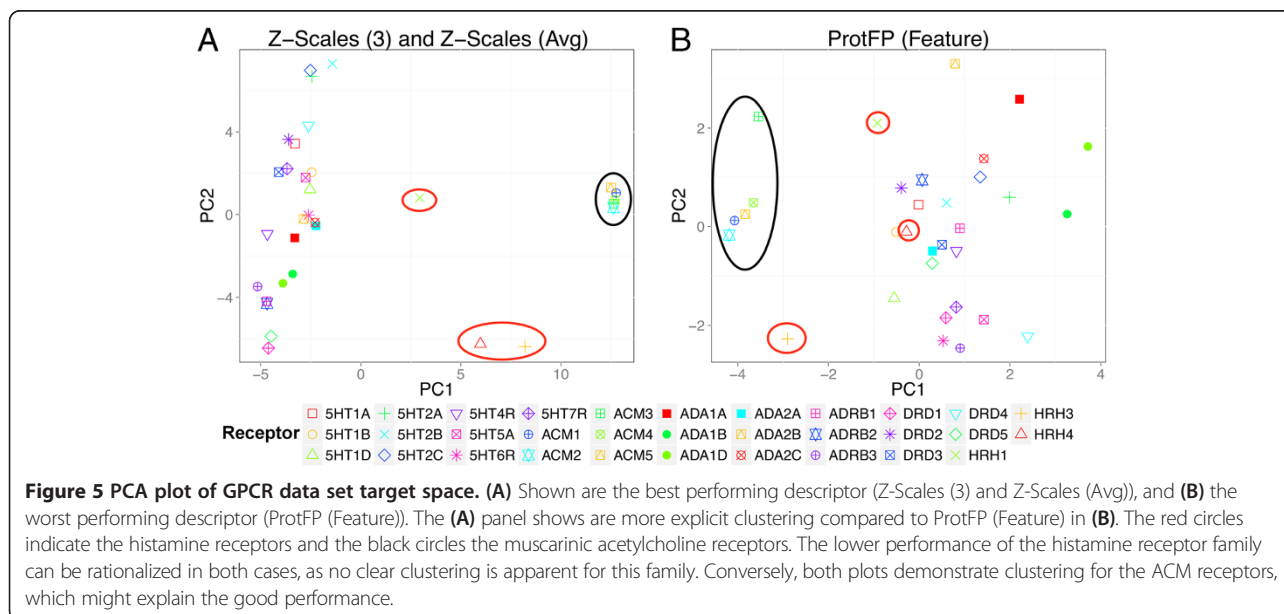 A
Z-Scales (3) and Z-Scales (Avg)
B
ProtFP (Feature)
PC2
4
0
-4
-5
0
5
10
PC1
PC2
2
0
-2
-4
-2
0
2
4
PC1
Receptor
5HT1A 5HT2A 5HT4R 5HT7R ACM3 ADA1A ADA2A ADRB1 DRD1 DRD4 HRH3
5HT1B 5HT2B 5HT5A ACM1 ACM4 ADA1B ADA2B ADRB2 DRD2 DRD5 HRH4
5HT1D 5HT2C 5HT6R ACM2 ACM5 ADA1D ADA2C ADRB3 DRD3 HRH1
Figure 5 PCA plot of GPCR data set target space. (A) Shown are the best performing descriptor (Z-Scales (3) and Z-Scales (Avg)), and (B) the
worst performing descriptor (ProtFP (Feature)). The (A) panel shows are more explicit clustering compared to ProtFP (Feature) in (B). The red circles
indicate the histamine receptors and the black circles the muscarinic acetylcholine receptors. The lower performance of the histamine receptor family
can be rationalized in both cases, as no clear clustering is apparent for this family. Conversely, both plots demonstrate clustering for the ACM receptors,
which might explain the good performance.